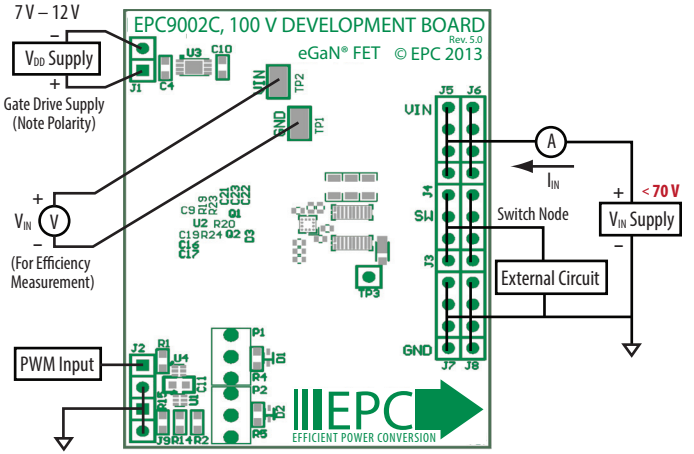 7 V – 12 V
–
VDD Supply
+
Gate Drive Supply
(Note Polarity)
EPC9002C, 100 V DEVELOPMENT BOARD
Rev. 5.0
eGaN® FET © EPC 2013
J1
C4
U3
C10
VIN
TP2
GND
TP1
+
VIN
V
–
(For Efficiency
Measurement)
C9
R19
R23
C21
C23
C22
U2
R20
Q1
C19
R24
Q2
D3
C16
C17
TP3
J5
J6
VIN
J4
SW
J3
GND
J7
J8
A
IIN
+
< 70 V
VIN Supply
–
Switch Node
External Circuit
PWM Input
J2
R1
U4
C11
R15
U1
J9
R14
R2
P1
D1
R4
P2
D2
R5
EPC
EFFICIENT POWER CONVERSION